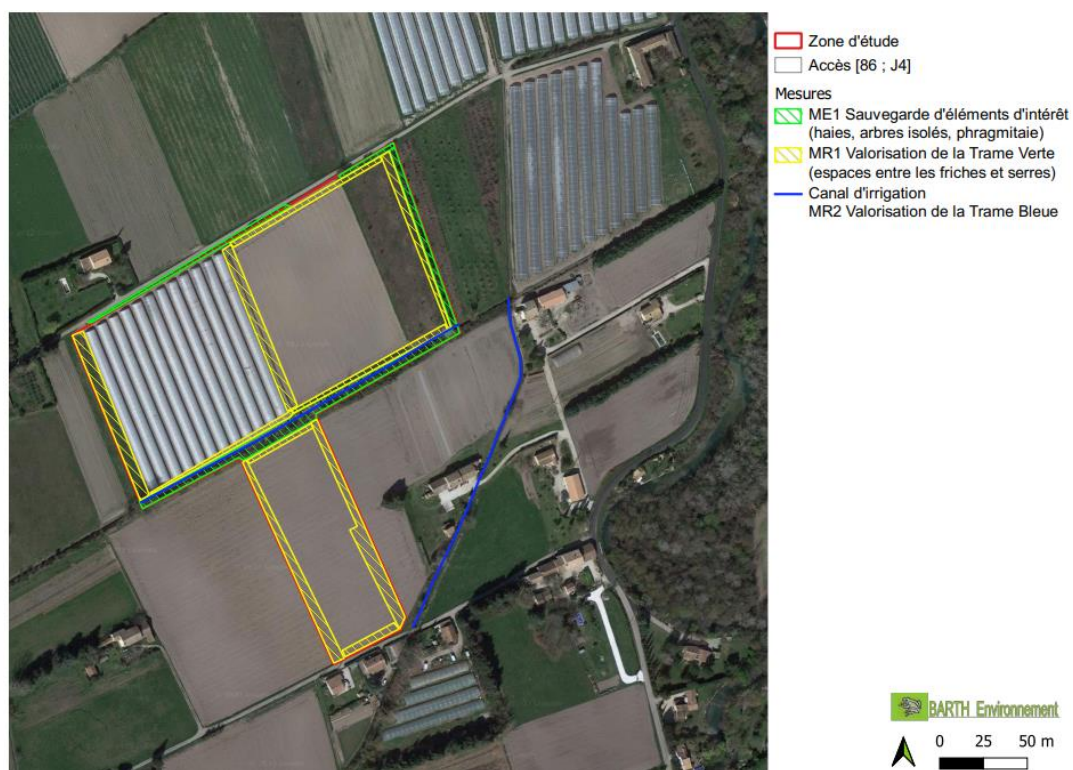 Zone d'étude
Accès [86 ; J4]
Mesures
ME1 Sauvegarde d'éléments d'intérêt
(haies, arbres isolés, phragmitaie)
MR1 Valorisation de la Trame Verte
(espaces entre les friches et serres)
Canal d'irrigation
MR2 Valorisation de la Trame Bleue
BARTH Environnement
0 25 50 m